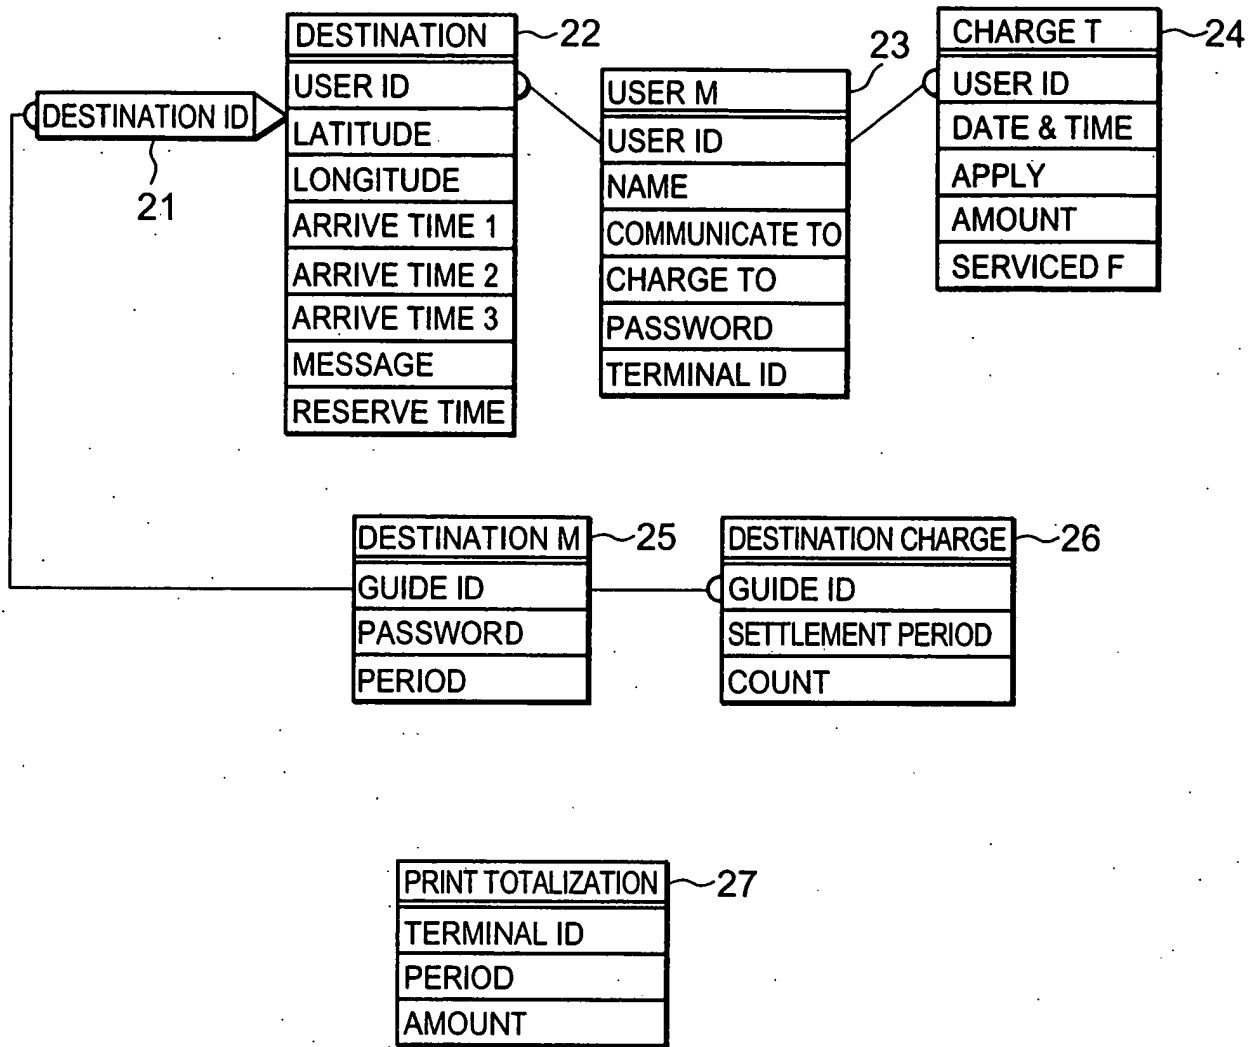 DESTINATION
22
USER ID
LATITUDE
LONGITUDE
ARRIVE TIME 1
ARRIVE TIME 2
ARRIVE TIME 3
MESSAGE
RESERVE TIME
DESTINATION ID
21
23
USER M
USER ID
NAME
COMMUNICATE TO
CHARGE TO
PASSWORD
TERMINAL ID
CHARGE T
24
USER ID
DATE & TIME
APPLY
AMOUNT
SERVICED F
DESTINATION M
25
GUIDE ID
PASSWORD
PERIOD
DESTINATION CHARGE
26
GUIDE ID
SETTLEMENT PERIOD
COUNT
PRINT TOTALIZATION
27
TERMINAL ID
PERIOD
AMOUNT